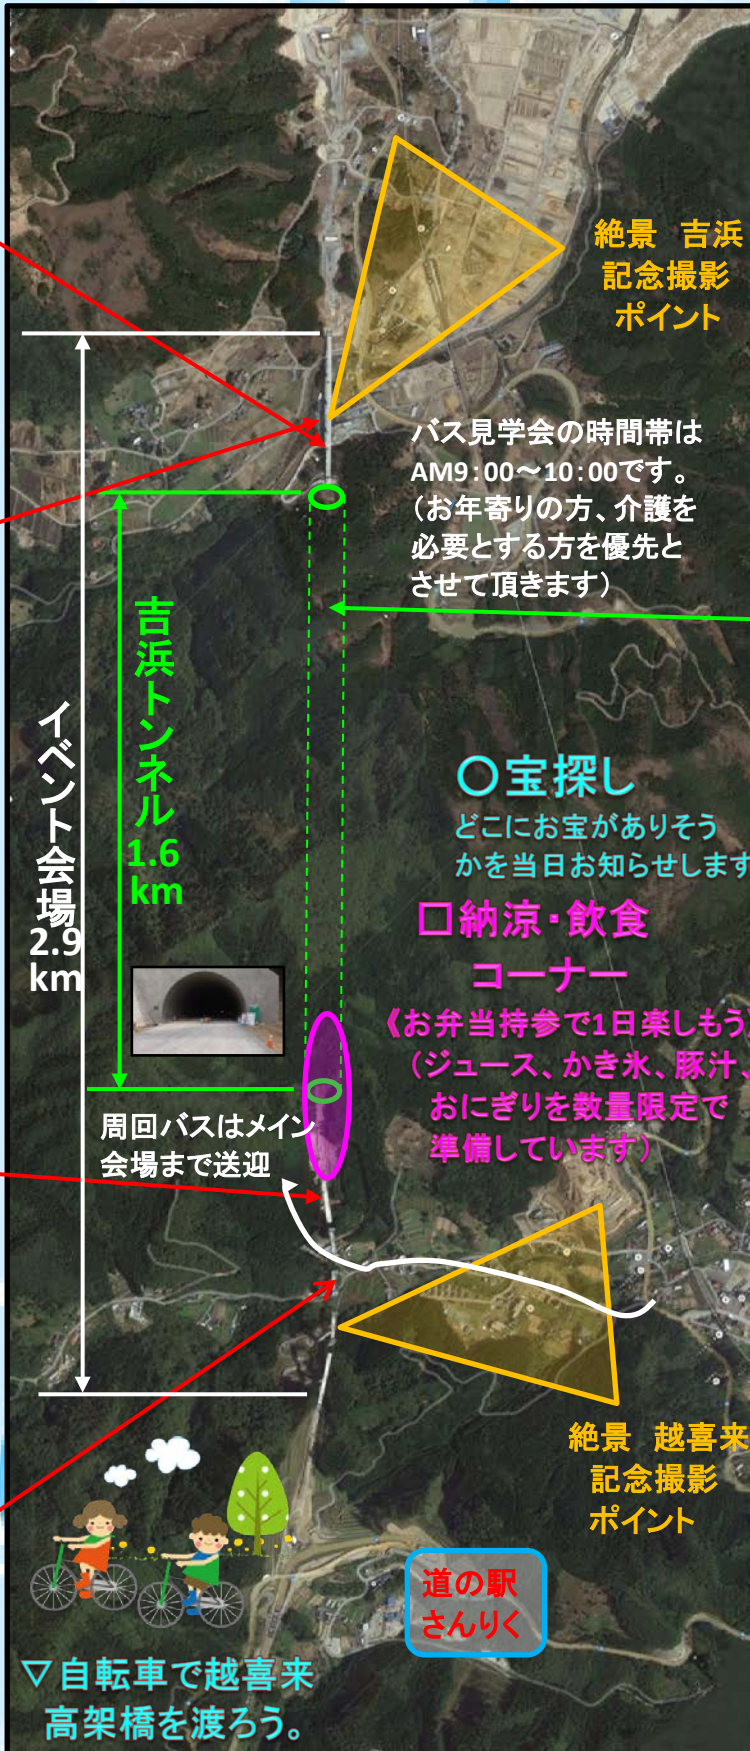 絶景 吉浜
記念撮影
ポイント
バス見学会の時間帯は
AM9:00~10:00です。
(お年寄りの方、介護を
必要とする方を優先と
させて頂きます)
吉浜トンネル
1.6
km
イベント会場
2.9
km
○宝探し
どこにお宝がありそう
かを当日お知らせします
□納涼・飲食
コーナー
《お弁当持参で1日楽しもう》
(ジュース、かき氷、豚汁、
おにぎりを数量限定で
準備しています)
周回バスはメイン
会場まで送迎
絶景 越喜来
記念撮影
ポイント
道の駅
さんりく
▽自転車で越喜来
高架橋を渡ろう。